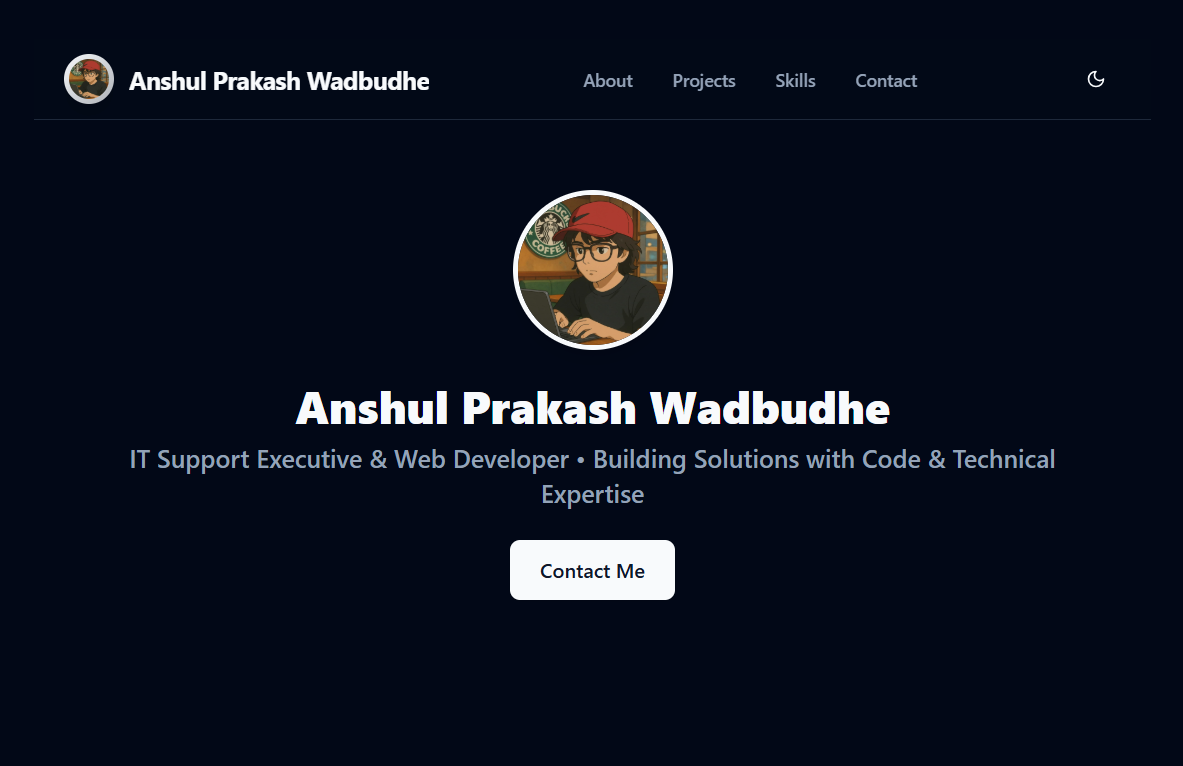 Anshul Prakash Wadbudhe
About
Projects
Skills
Contact
COFFEE
Anshul Prakash Wadbudhe
IT Support Executive & Web Developer • Building Solutions with Code & Technical
Expertise
Contact Me